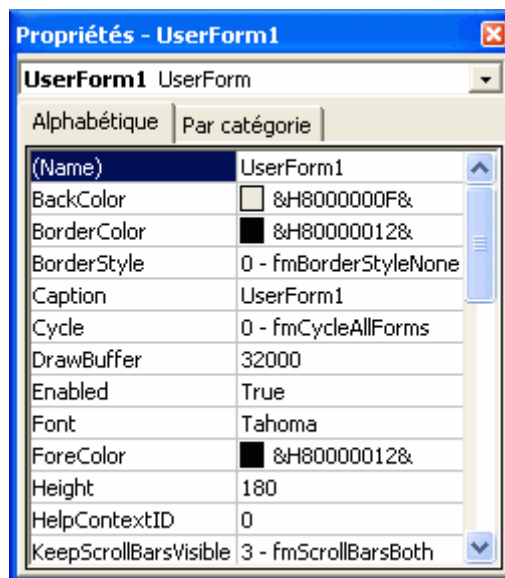 Propriétés - UserForm1
UserForm1 UserForm
Alphabétique Par catégorie
(Name) UserForm1
BackColor &H8000000F&
BorderColor &H80000012&
BorderStyle 0 - fmBorderStyleNone
Caption UserForm1
Cycle 0 - fmCycleAllForms
DrawBuffer 32000
Enabled True
Font Tahoma
ForeColor &H80000012&
Height 180
HelpContextID 0
KeepScrollBarsVisible 3 - fmScrollBarsBoth